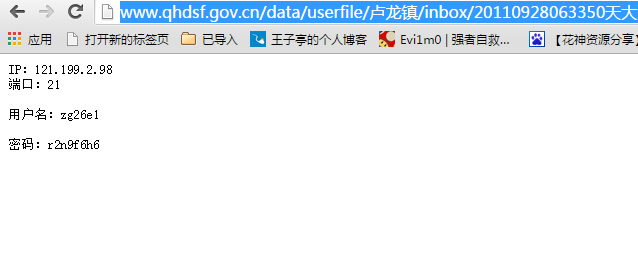 www.qhdsf.gov.cn/data/userfile/卢龙镇/inbox/20110928063350天大
应用 打开新的标签页 已导入 王子亭的个人博客 Evi1m0 | 强者自救... 【花神资源分享】
IP: 121.199.2.98
端口: 21
用户名: zg26e1
密码: r2n9f6h6